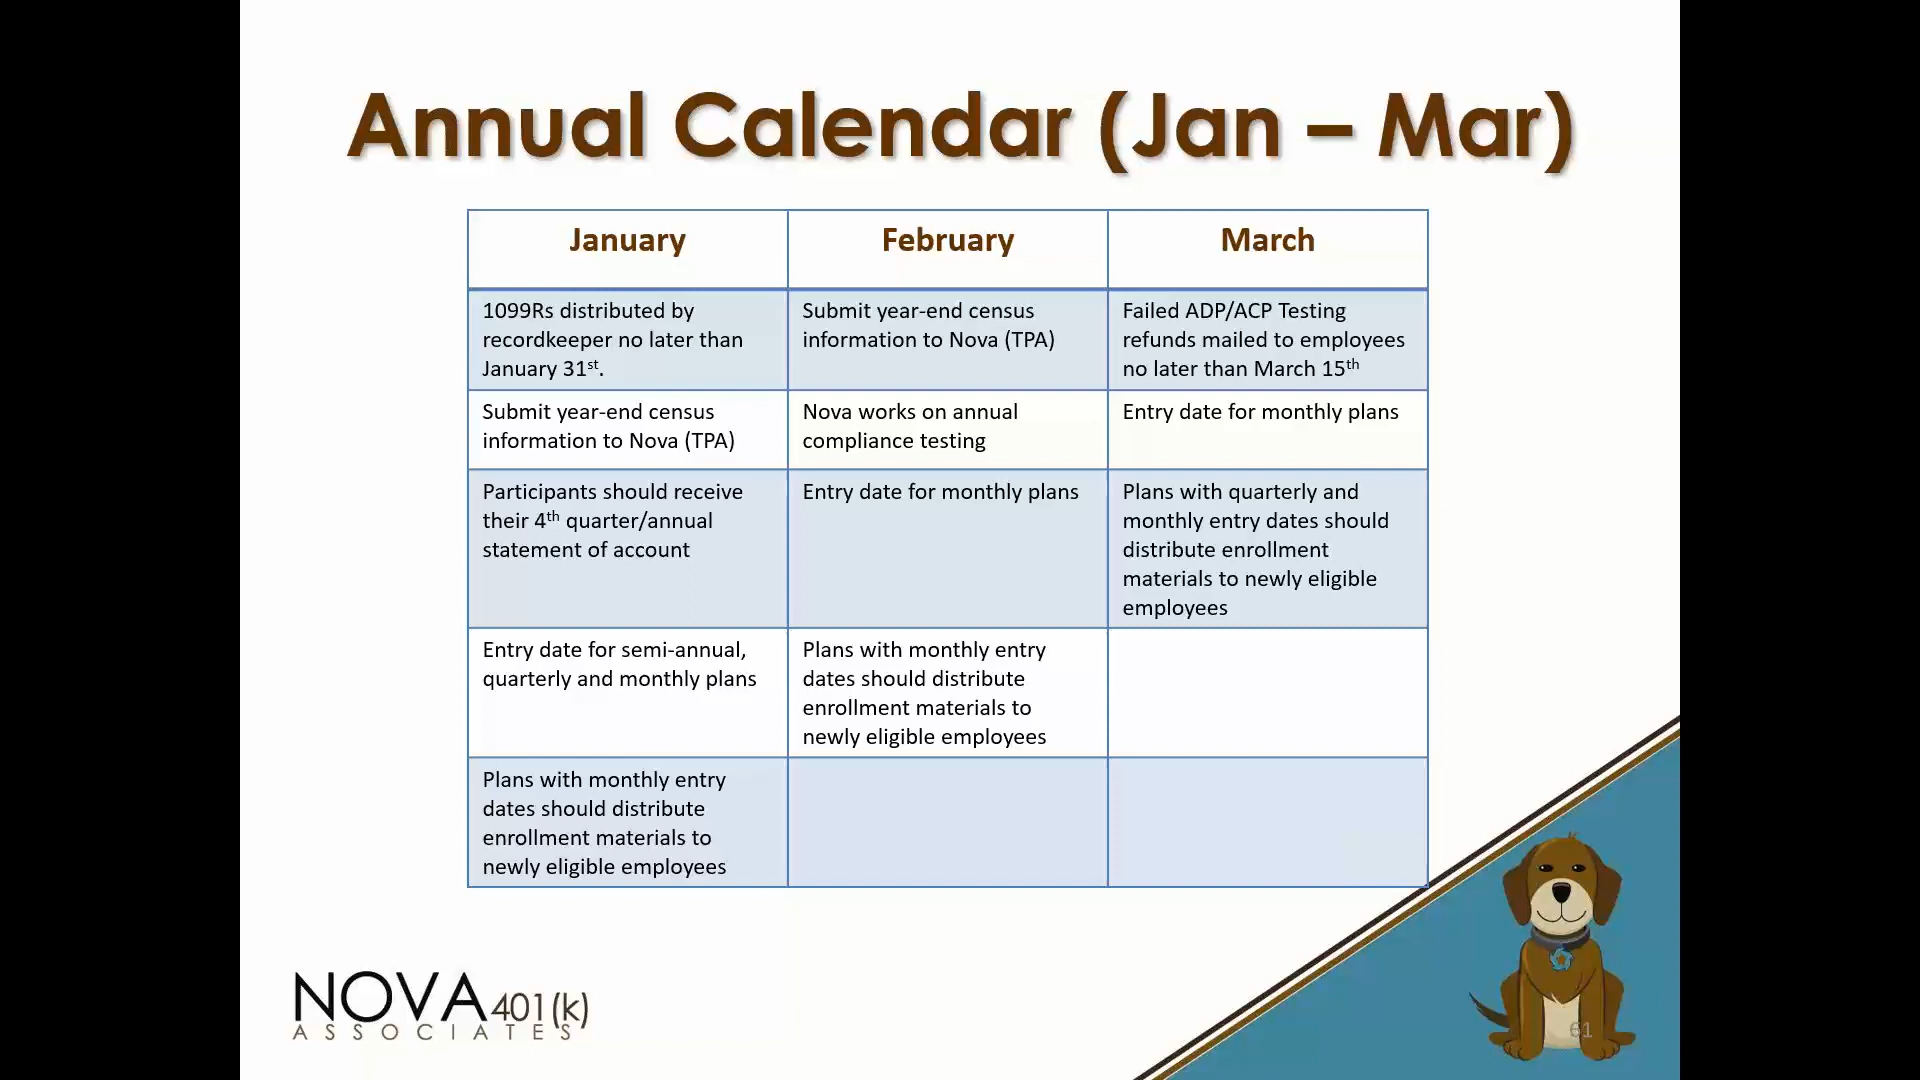 Annual Calendar (Jan – Mar)
January
February
March
1099Rs distributed by
recordkeeper no later than
January 31st.
Submit year-end census
information to Nova (TPA)
Failed ADP/ACP Testing
refunds mailed to employees
no later than March 15th
Submit year-end census
information to Nova (TPA)
Nova works on annual
compliance testing
Entry date for monthly plans
Participants should receive
their 4th quarter/annual
statement of account
Entry date for monthly plans
Plans with quarterly and
monthly entry dates should
distribute enrollment
materials to newly eligible
employees
Entry date for semi-annual,
quarterly and monthly plans
Plans with monthly entry
dates should distribute
enrollment materials to
newly eligible employees
Plans with monthly entry
dates should distribute
enrollment materials to
newly eligible employees
NOVA 401(k)
ASSOCIATES
61